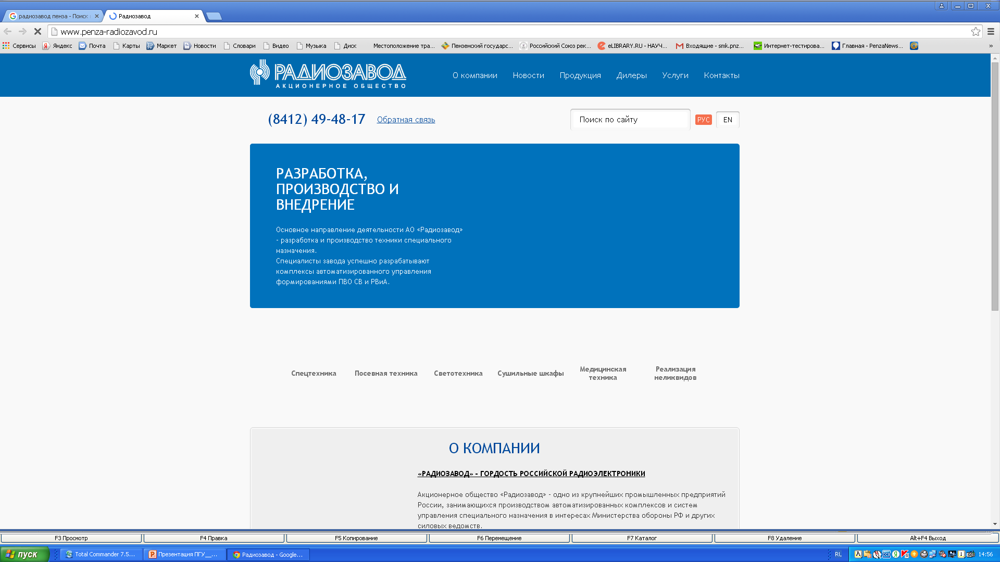 радиозавод пенза - Поиск
Радиозавод
www.penza-radiozavod.ru
Сервисы
Яндекс
Почта
Карты
Маркет
Новости
Словари
Видео
Музыка
Диск
Местоположение тра...
Пензенский государс...
Российский Союз рек...
eLIBRARY.RU - НАУЧ...
Входящие - smk.pnz...
Интернет-тестирова...
Главная - PenzaNews...
»
РАДИОЗАВОД
АКЦИОНЕРНОЕ ОБЩЕСТВО
О компании
Новости
Продукция
Дилеры
Услуги
Контакты
(8412) 49-48-17
Обратная связь
Поиск по сайту
РУС
EN
РАЗРАБОТКА,
ПРОИЗВОДСТВО И
ВНЕДРЕНИЕ
Основное направление деятельности АО «Радиозавод»
- разработка и производство техники специального
назначения.
Специалисты завода успешно разрабатывают
комплексы автоматизированного управления
формированиями ПВО СВ и РВиА.
Спецтехника
Посевная техника
Светотехника
Сушильные шкафы
Медицинская
техника
Реализация
неликвидов
О КОМПАНИИ
«РАДИОЗАВОД» - ГОРДОСТЬ РОССИЙСКОЙ РАДИОЭЛЕКТРОНИКИ
Акционерное общество «Радиозавод» - одно из крупнейших промышленных предприятий
России, занимающихся производством автоматизированных комплексов и систем
управления специального назначения в интересах Министерства обороны РФ и других
силовых ведомств.
F3 Просмотр
F4 Правка
F5 Копирование
F6 Перемещение
F7 Каталог
F8 Удаление
Alt+F4 Выход
пуск
Total Commander 7.5...
Презентация ПГУ__...
Радиозавод - Google...
RU
14:56